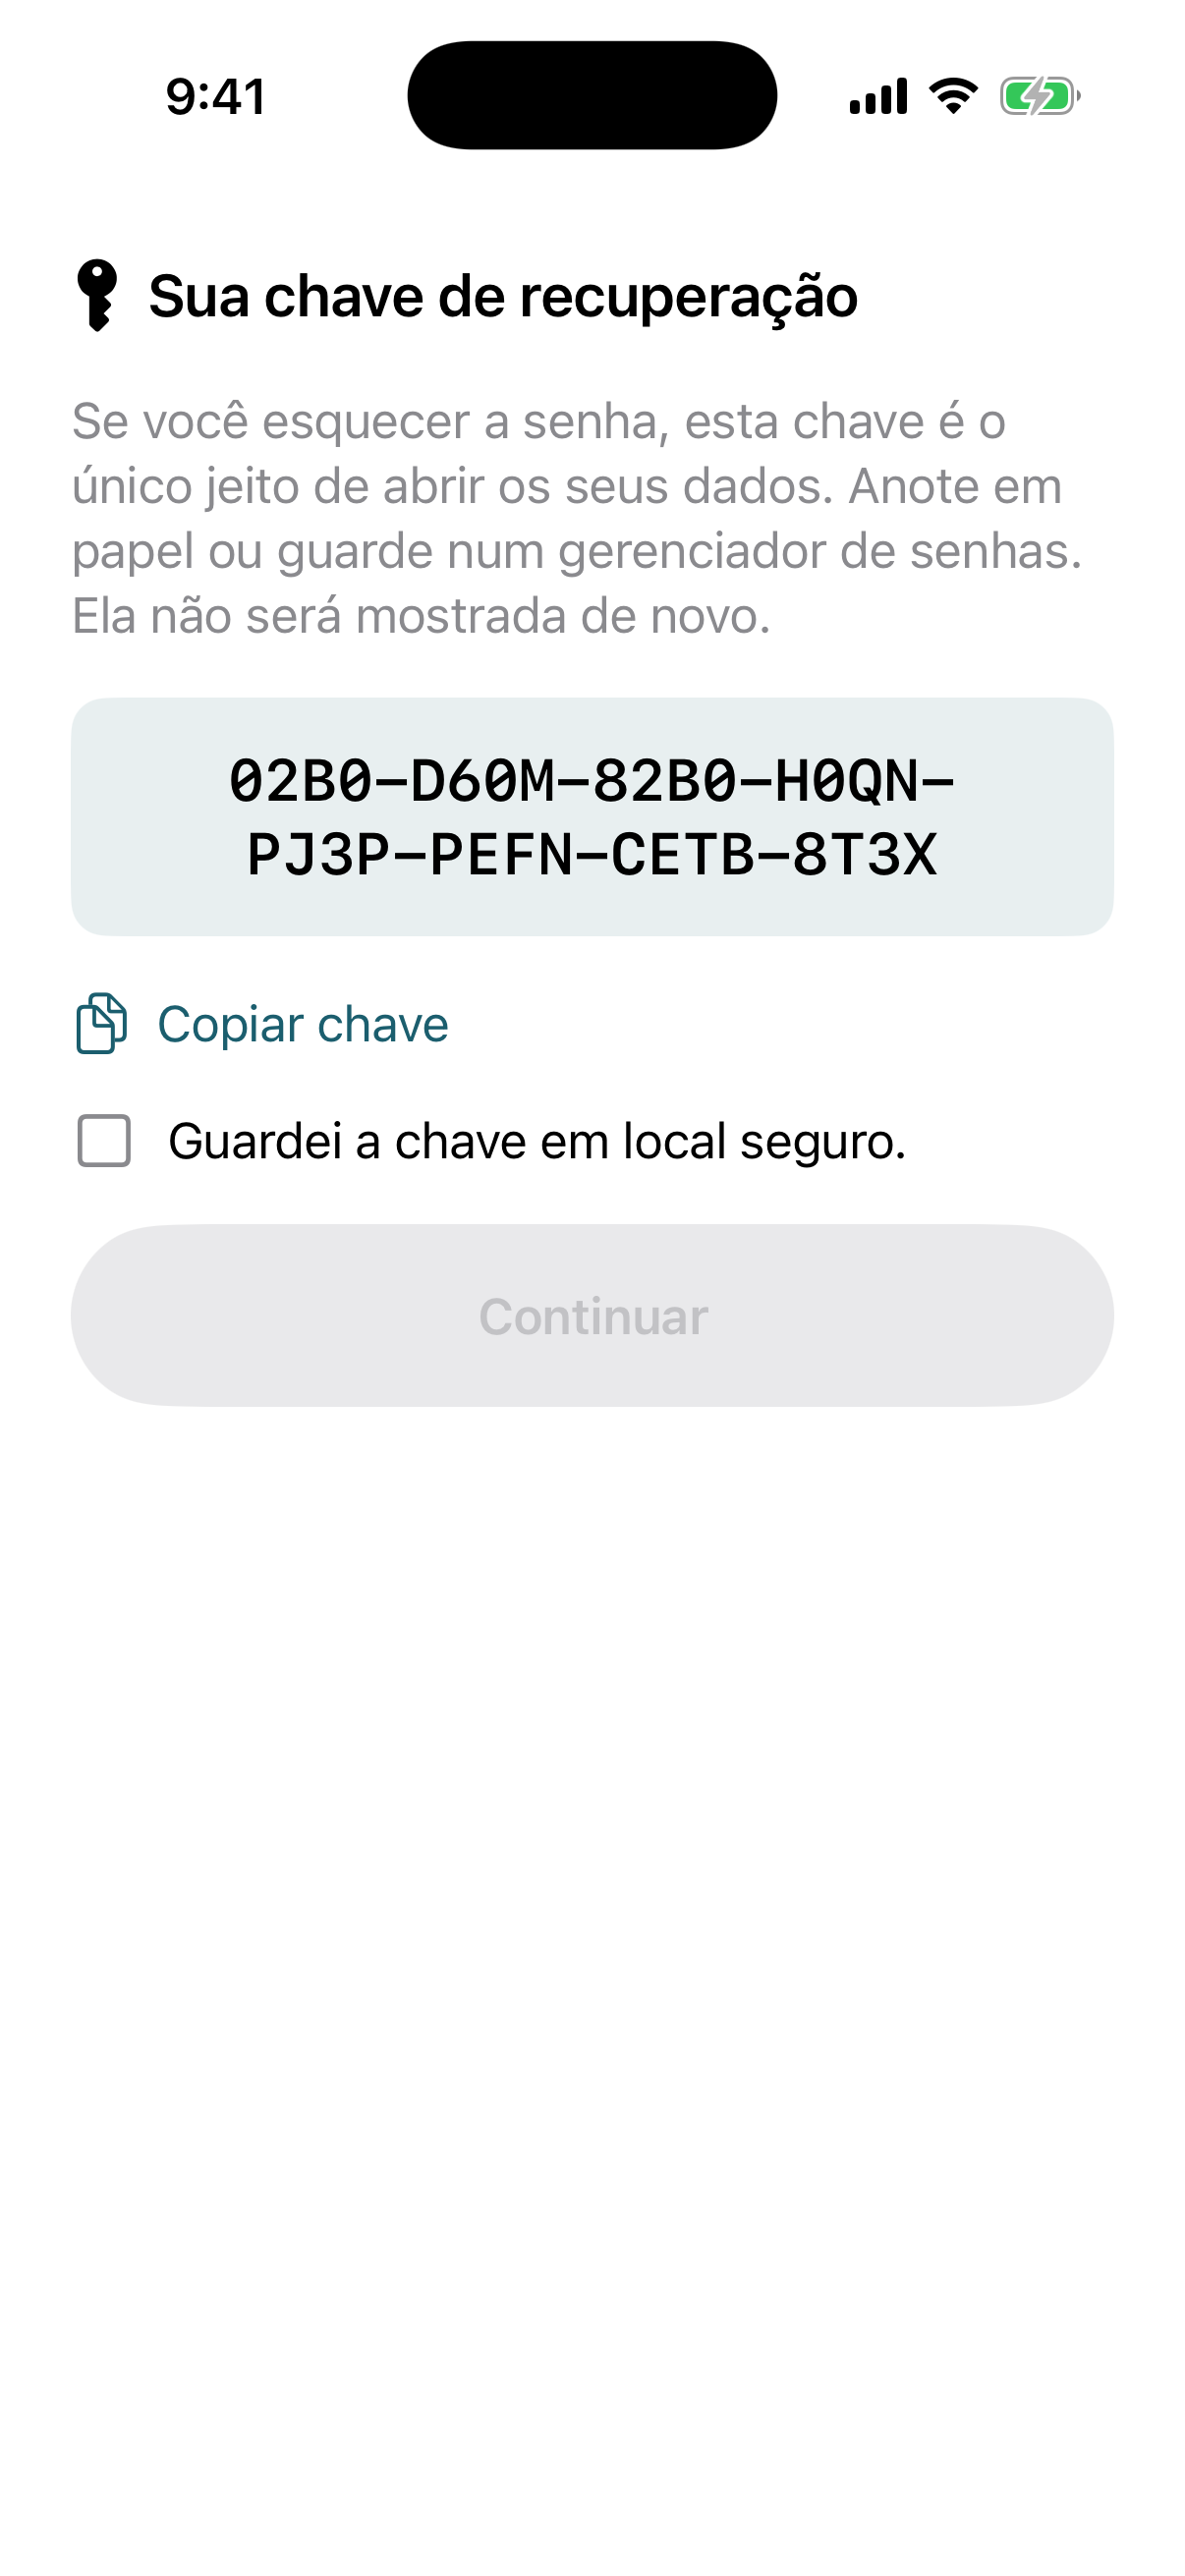 9:41
Sua chave de recuperação
Se você esquecer a senha, esta chave é o
único jeito de abrir os seus dados. Anote em
papel ou guarde num gerenciador de senhas.
Ela não será mostrada de novo.
02B0–D60M–82B0–H0QN–
PJ3P–PEFN–CETB–8T3X
Copiar chave
Guardei a chave em local seguro.
Continuar